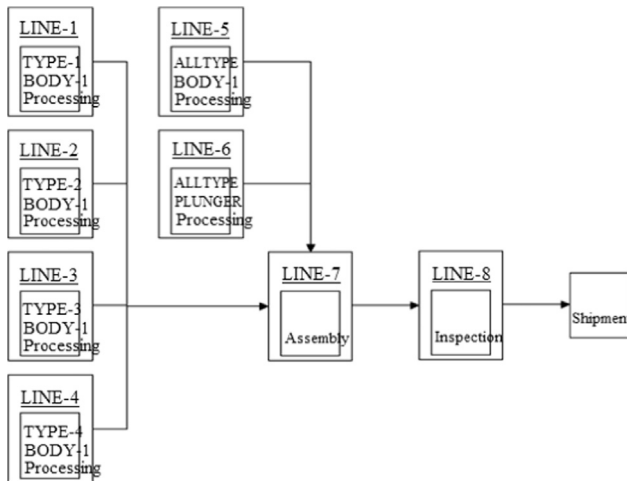 LINE-1
TYPE-1
BODY-1
Processing
LINE-2
TYPE-2
BODY-1
Processing
LINE-3
TYPE-3
BODY-1
Processing
LINE-4
TYPE-4
BODY-1
Processing
LINE-5
ALLTYPE
BODY-1
Processing
LINE-6
ALLTYPE
PLUNGER
Processing
LINE-7
Assembly
LINE-8
Inspection
Shipment